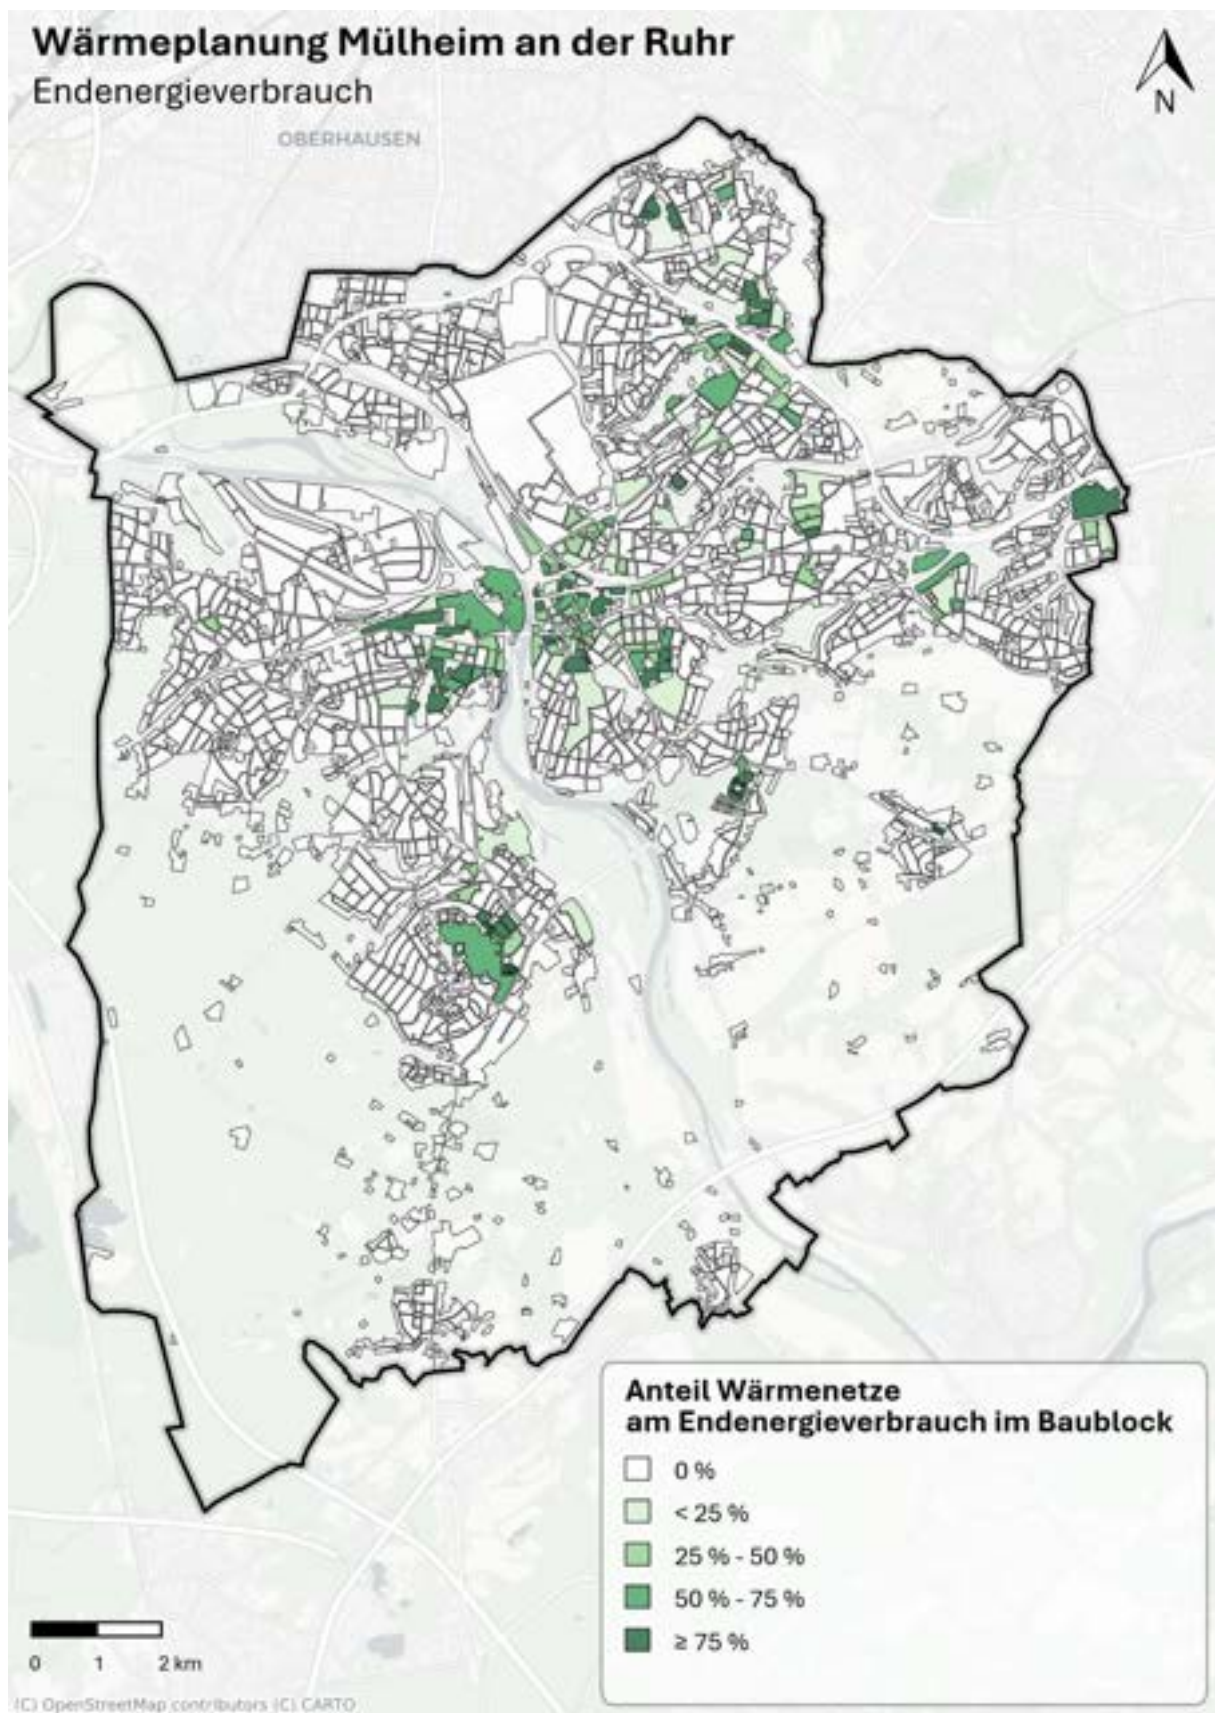 Wärmeplanung Mülheim an der Ruhr
Endenergieverbrauch
N
OBERHAUSEN
Anteil Wärmenetze
am Endenergieverbrauch im Baublock
0 %
< 25 %
25 % - 50 %
50 % - 75 %
≥ 75 %
0 1 2 km
(C) OpenStreetMap contributors (C) CARTO